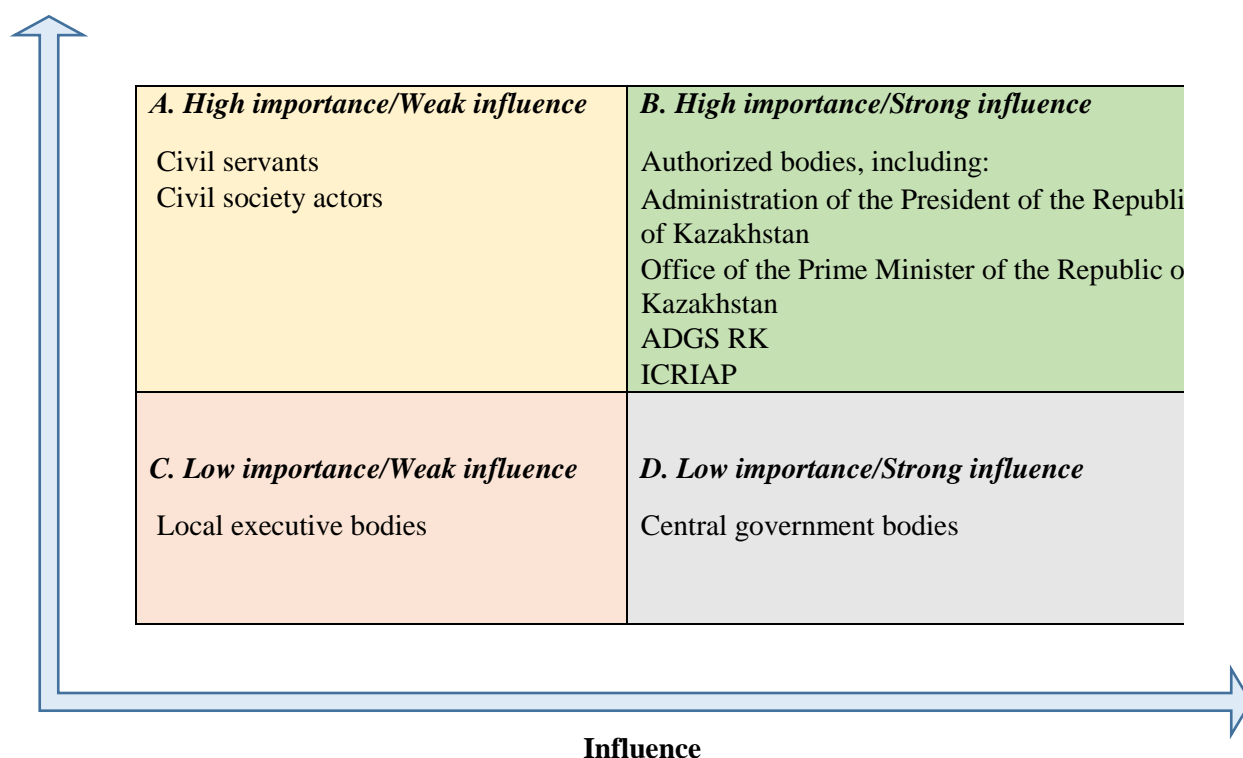 A. High importance/Weak influence
Civil servants
Civil society actors
B. High importance/Strong influence
Authorized bodies, including:
Administration of the President of the Republi
of Kazakhstan
Office of the Prime Minister of the Republic o
Kazakhstan
ADGS RK
ICRIAP
C. Low importance/Weak influence
Local executive bodies
D. Low importance/Strong influence
Central government bodies
Influence